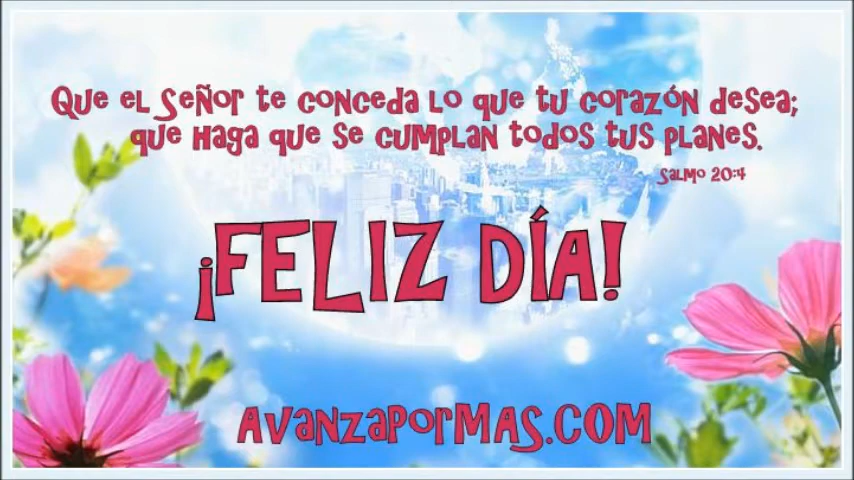 Que el Señor te conceda lo que tu corazón desea;
que haga que se cumplan todos tus planes.
Salmo 20:4
¡FELIZ DÍA!
AVANZAPORMAS.COM